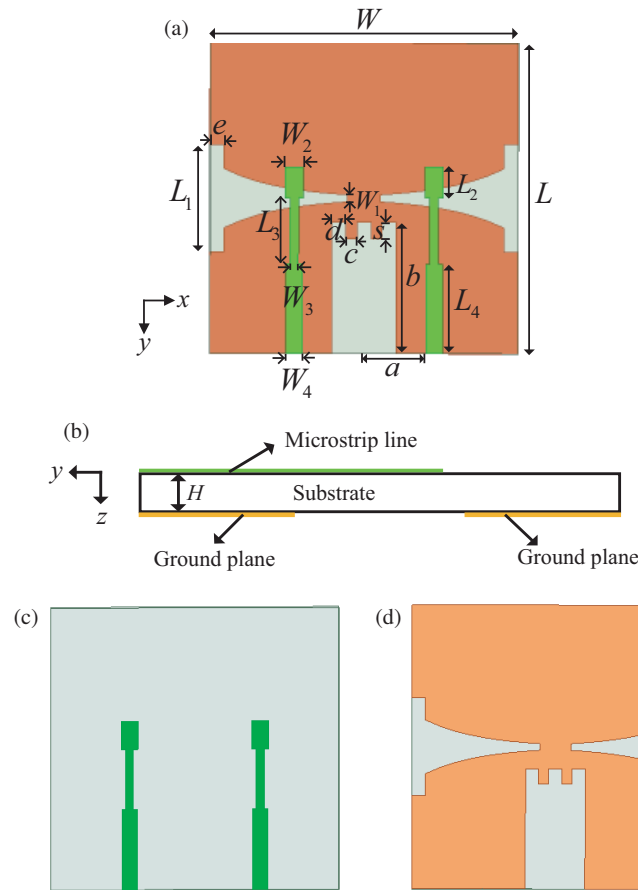 (a)
W
e
W2
L1
L2
L
W1
L3
d
s
c
b
W3
L4
x
y
a
W4
(b)
Microstrip line
y
H
Substrate
z
Ground plane
Ground plane
(c)
(d)